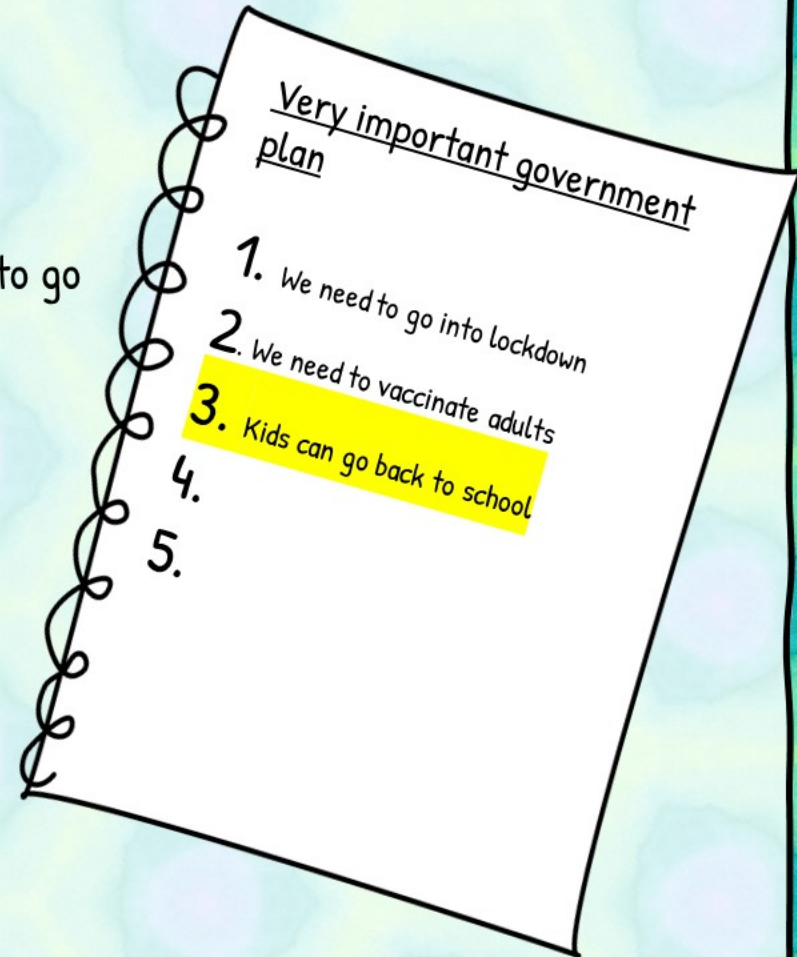 Very important government
plan
to go
1. We need to go into lockdown
2. We need to vaccinate adults
3. Kids can go back to school
4.
5.